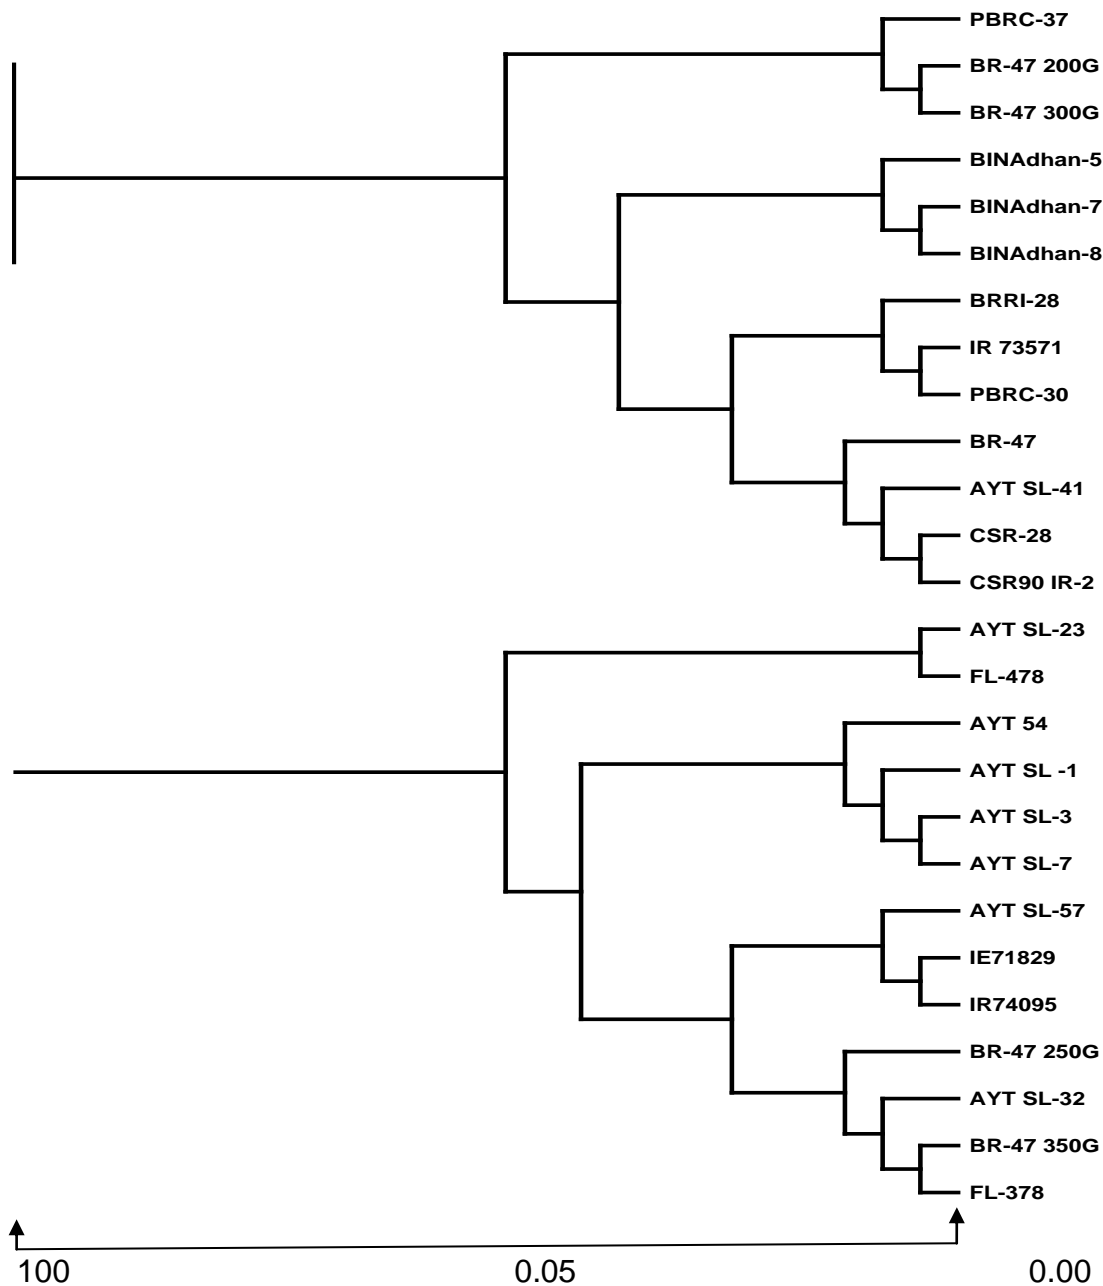 PBRC-37
BR-47 200G
BR-47 300G
BINAdhan-5
BINAdhan-7
BINAdhan-8
BRRI-28
IR 73571
PBRC-30
BR-47
AYT SL-41
CSR-28
CSR90 IR-2
AYT SL-23
FL-478
AYT 54
AYT SL -1
AYT SL-3
AYT SL-7
AYT SL-57
IE71829
IR74095
BR-47 250G
AYT SL-32
BR-47 350G
FL-378
100 0.05 0.00